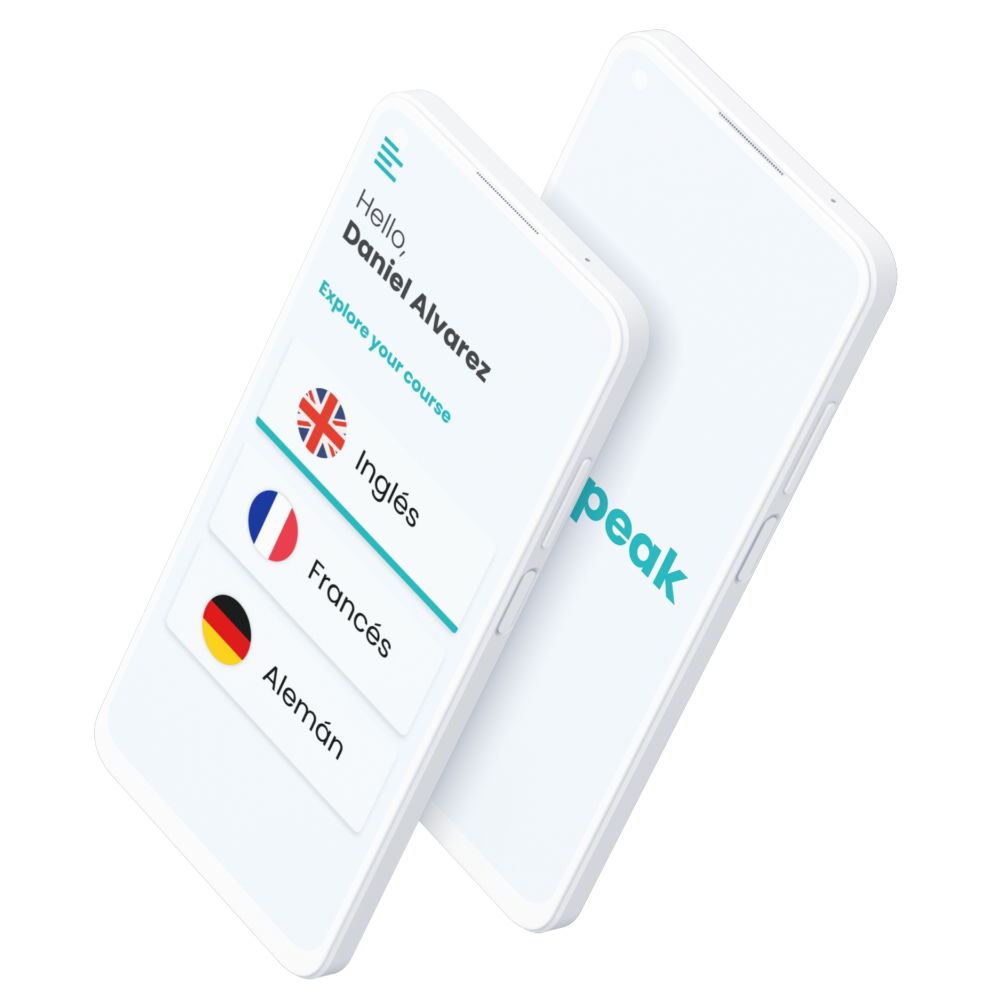 Hello,
Daniel Alvarez
Explore your course
Inglés
Francés
Alemán
peak